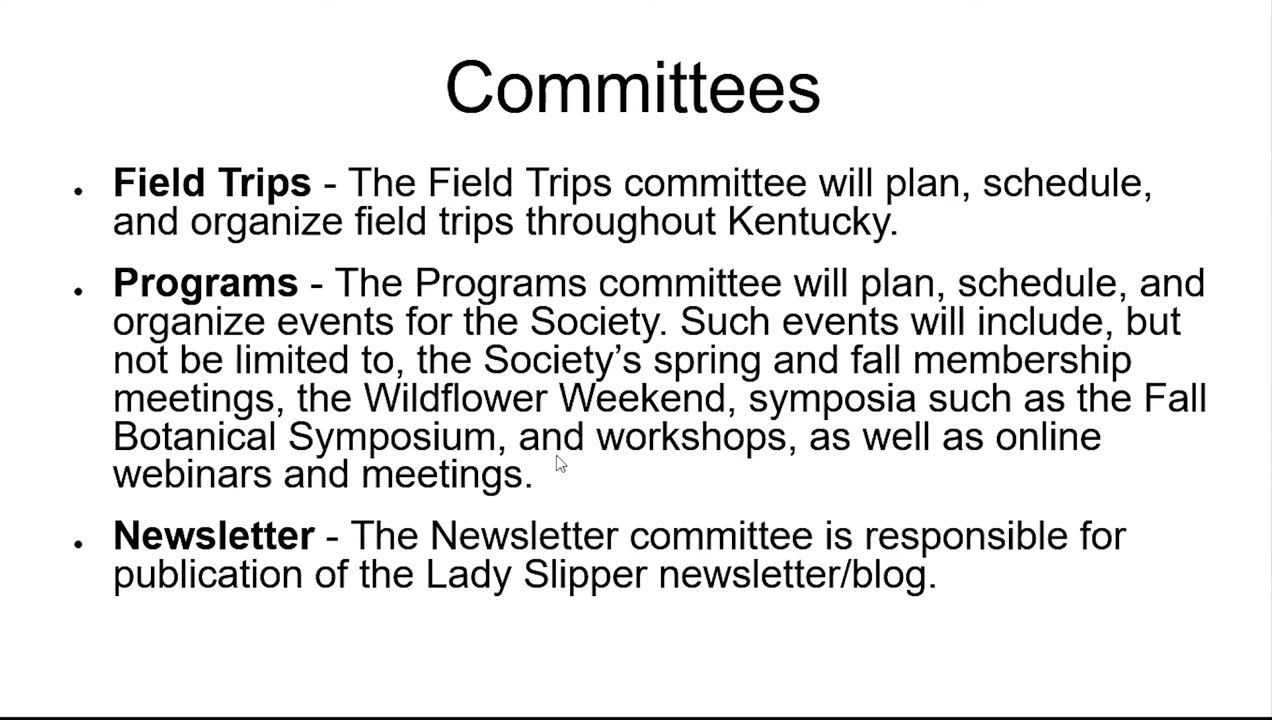 Committees
• Field Trips - The Field Trips committee will plan, schedule,
and organize field trips throughout Kentucky.
• Programs - The Programs committee will plan, schedule, and
organize events for the Society. Such events will include, but
not be limited to, the Society’s spring and fall membership
meetings, the Wildflower Weekend, symposia such as the Fall
Botanical Symposium, and workshops, as well as online
webinars and meetings.
• Newsletter - The Newsletter committee is responsible for
publication of the Lady Slipper newsletter/blog.